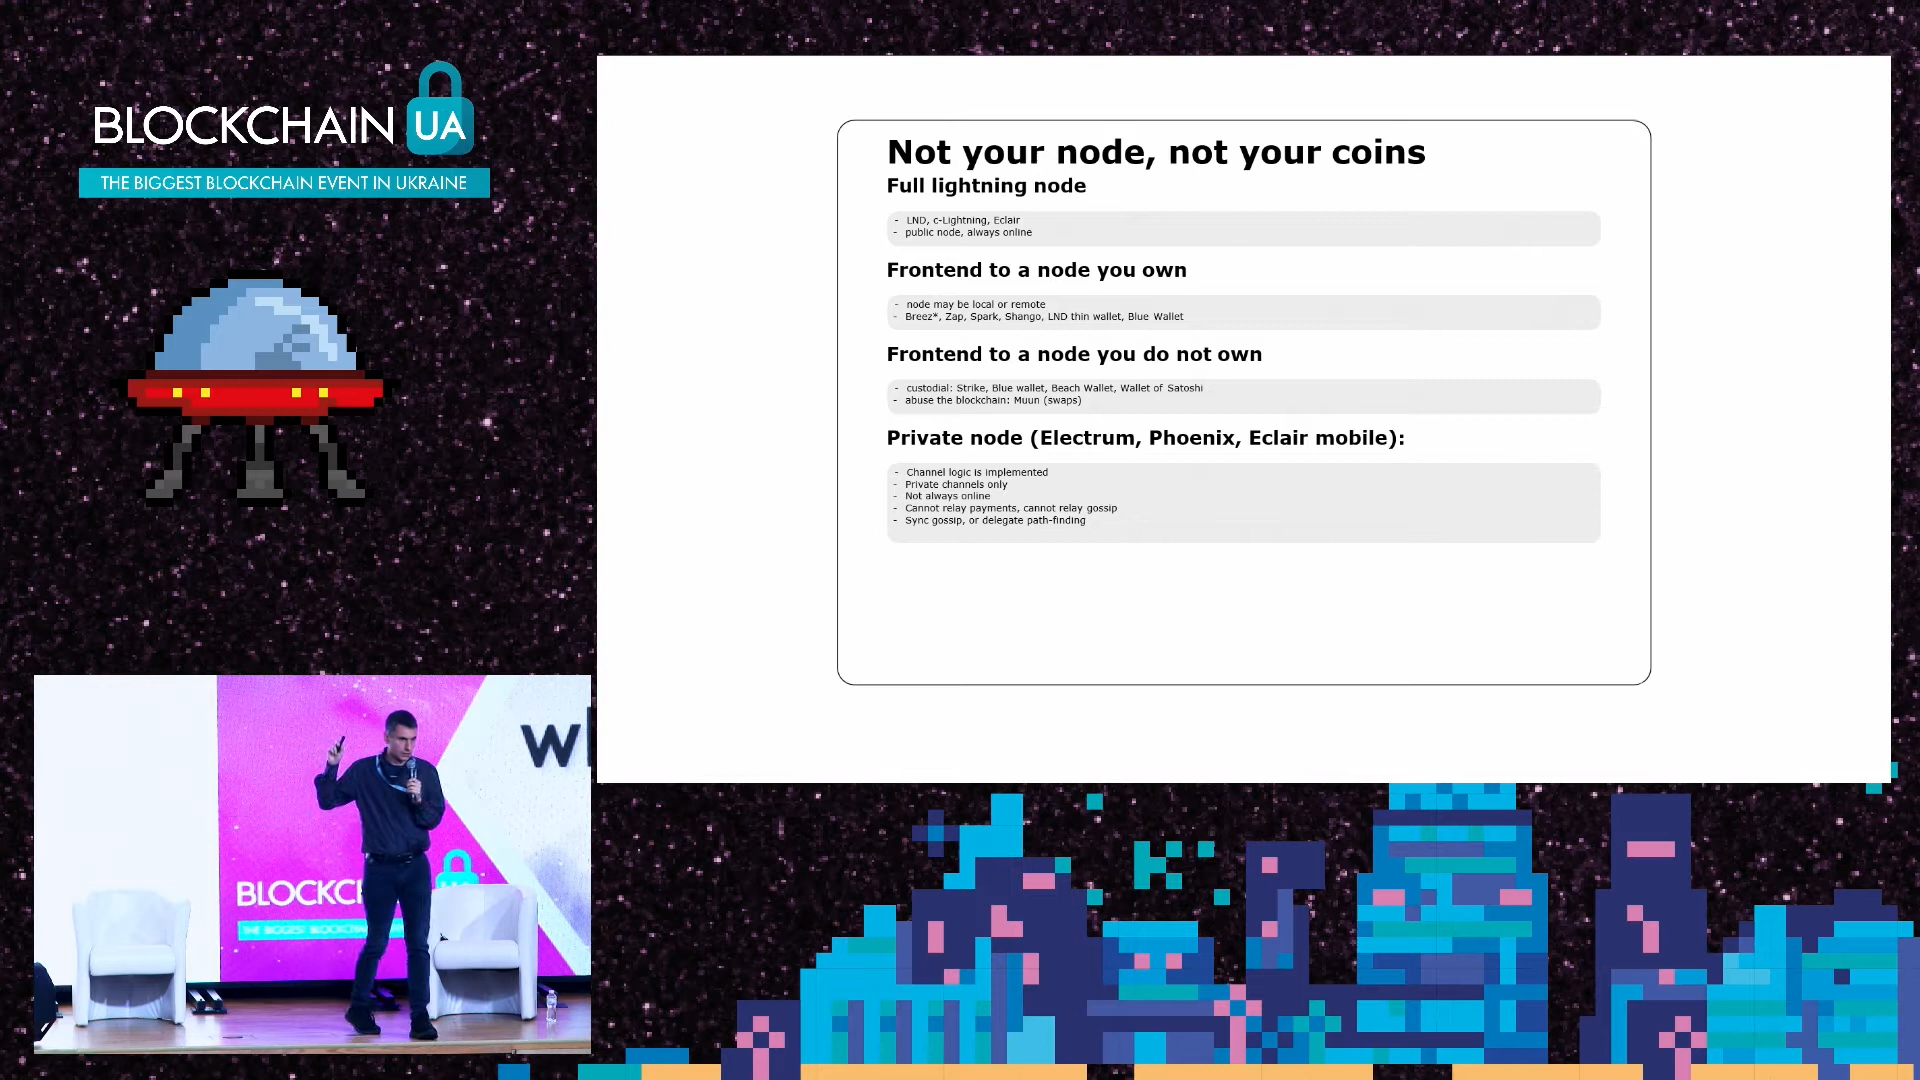 BLOCKCHAIN UA
THE BIGGEST BLOCKCHAIN EVENT IN UKRAINE
Not your node, not your coins
Full lightning node
- LND, c-Lightning, Eclair
- public node, always online
Frontend to a node you own
- node may be local or remote
- Breez*, Zap, Spark, Shango, LND thin wallet, Blue Wallet
Frontend to a node you do not own
- custodial: Strike, Blue wallet, Beach Wallet, Wallet of Satoshi
- abuse the blockchain: Muun (swaps)
Private node (Electrum, Phoenix, Eclair mobile):
- Channel logic is implemented
- Private channels only
- Not always online
- Cannot relay payments, cannot relay gossip
- Sync gossip, or delegate path-finding
BLOCKC
THE BIGGEST BLOCKCHA